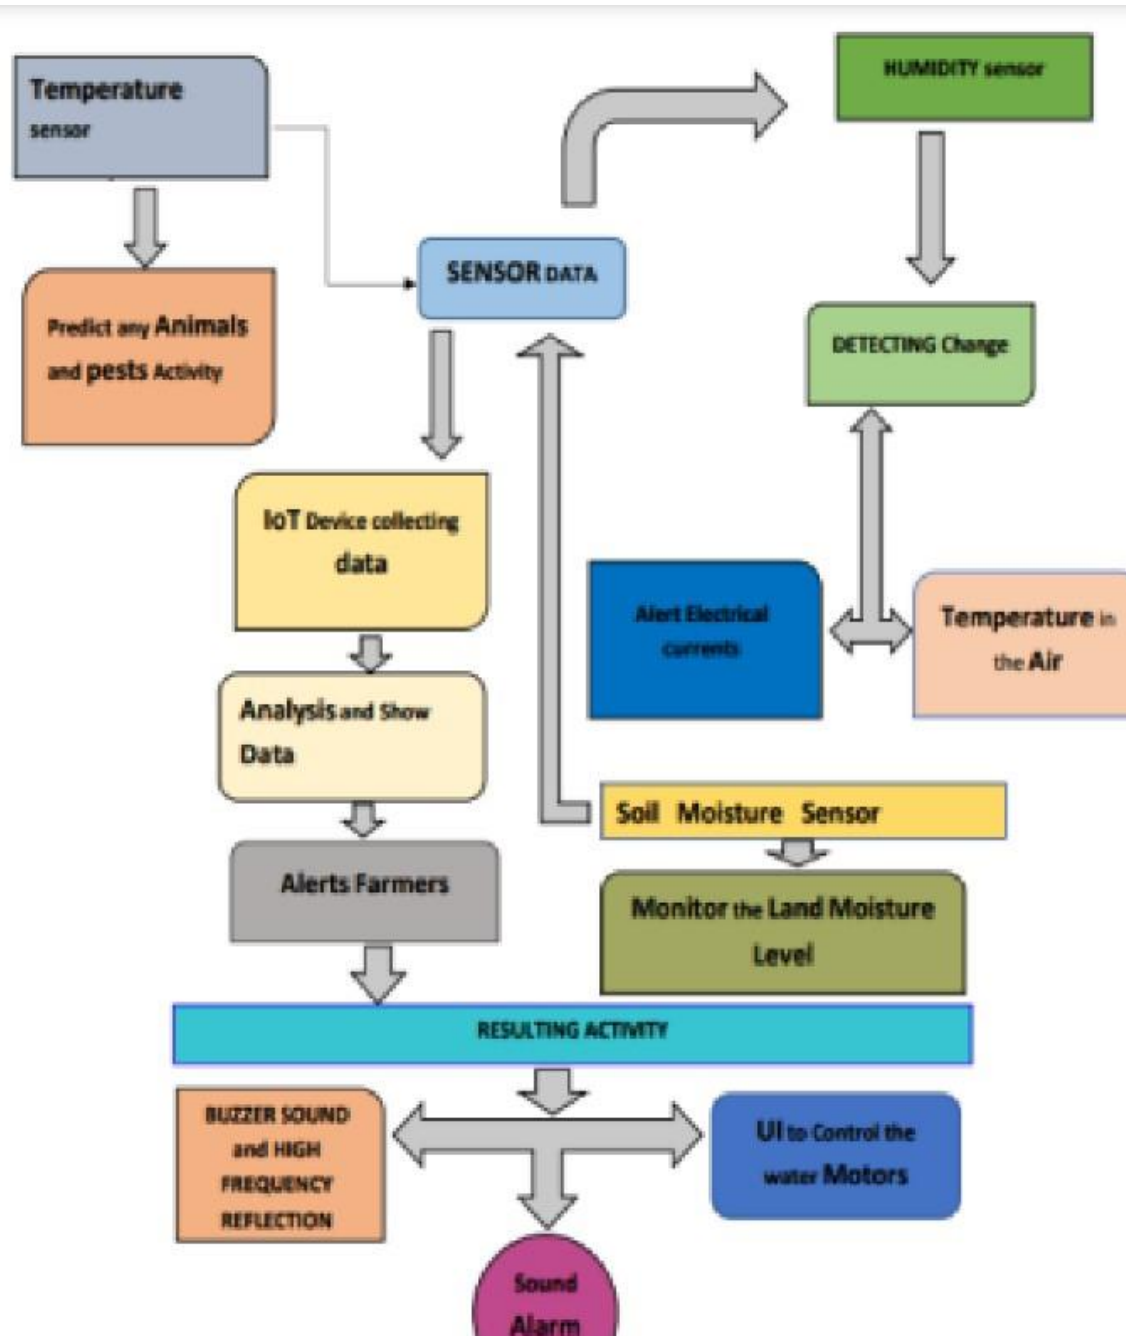 Temperature
sensor
HUMIDITY sensor
SENSOR DATA
Predict any Animals
and pests Activity
DETECTING Change
IoT Device collecting
data
Alert Electrical
currents
Temperature in
the Air
Analysis and Show
Data
Soil Moisture Sensor
Alerts Farmers
Monitor the Land Moisture
Level
RESULTING ACTIVITY
BUZZER SOUND
and HIGH
FREQUENCY
REFLECTION
UI to Control the
water Motors
Sound
Alarm